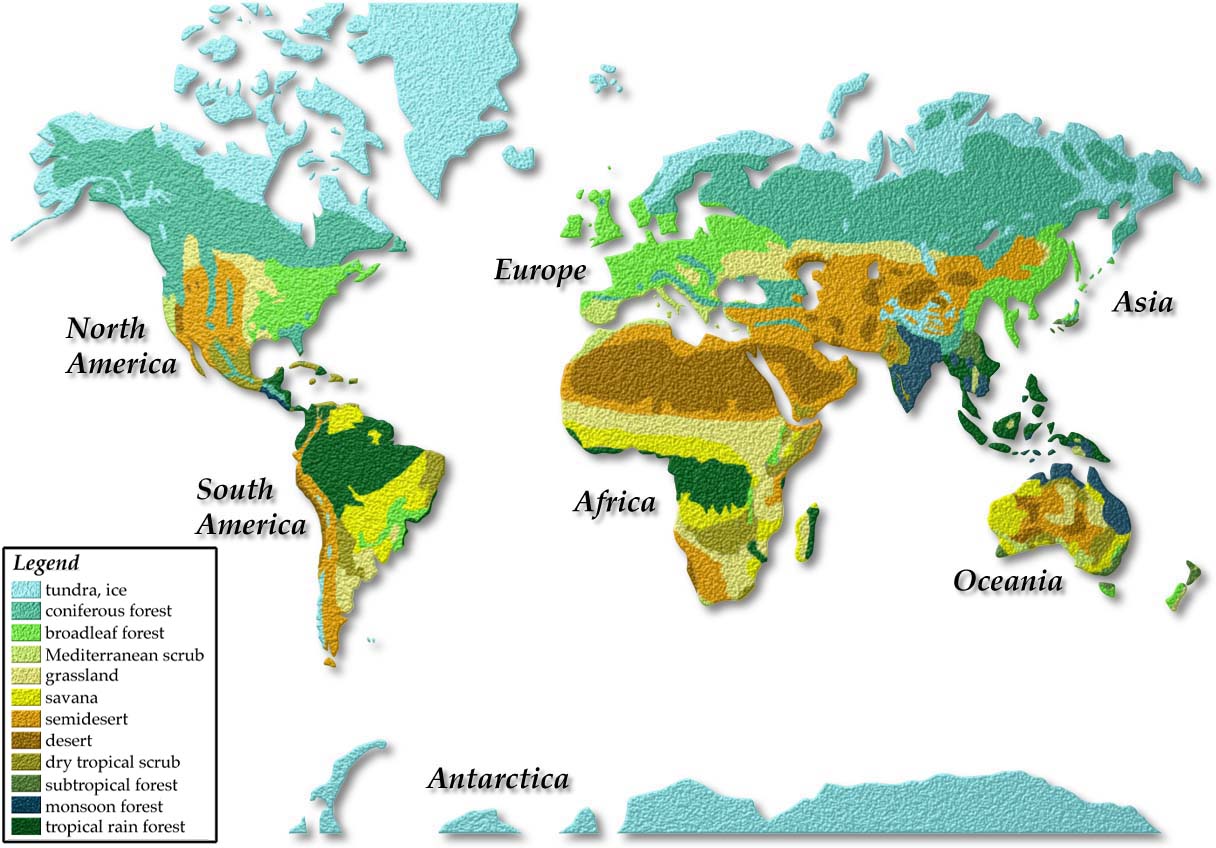 Europe
Asia
North
America
South
America
Africa
Oceania
Antarctica
Legend
tundra, ice
coniferous forest
broadleaf forest
Mediterranean scrub
grassland
savana
semidesert
desert
dry tropical scrub
subtropical forest
monsoon forest
tropical rain forest